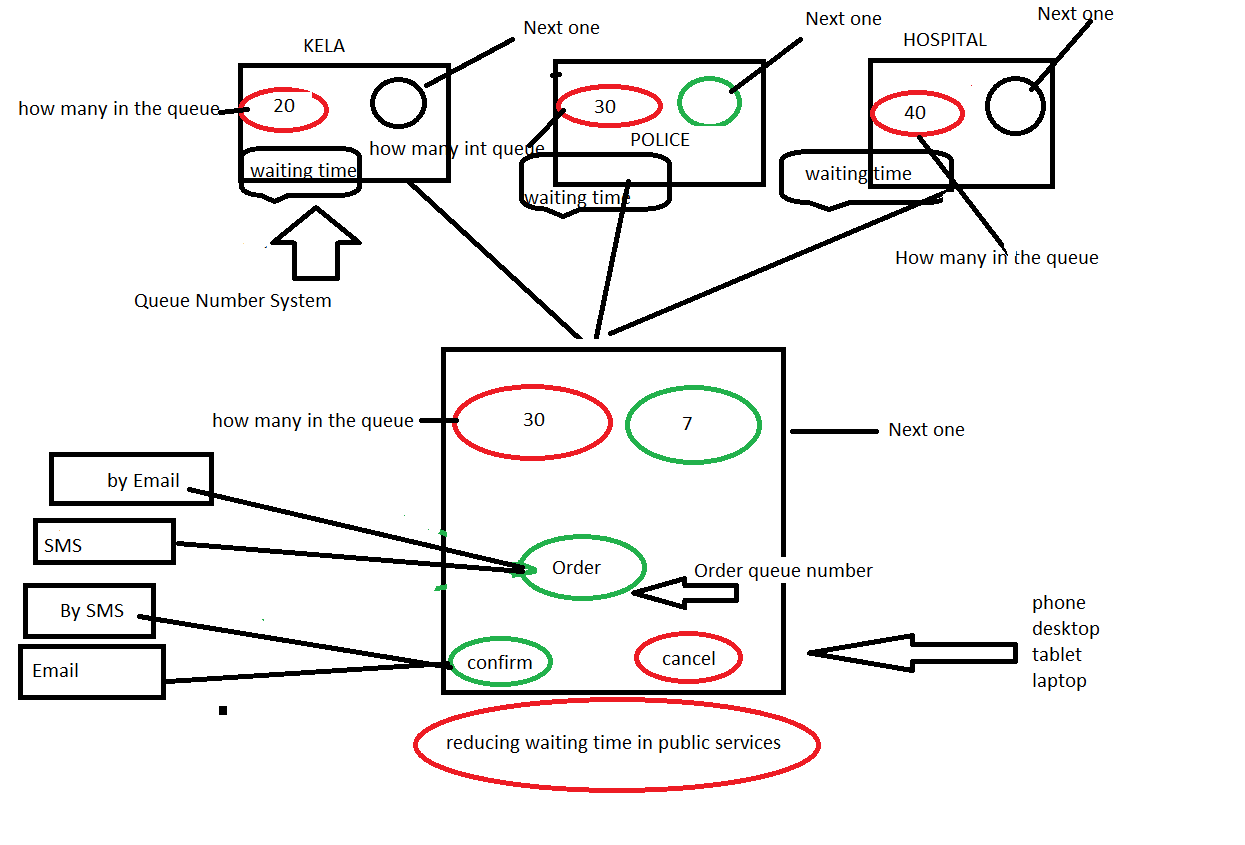 Next one
Next one
Next one
KELA
HOSPITAL
how many in the queue
20
30
40
how many int queue
POLICE
waiting time
waiting time
waiting time
How many in the queue
Queue Number System
how many in the queue
30
7
Next one
by Email
SMS
Order
Order queue number
By SMS
Email
confirm
cancel
phone
desktop
tablet
laptop
reducing waiting time in public services